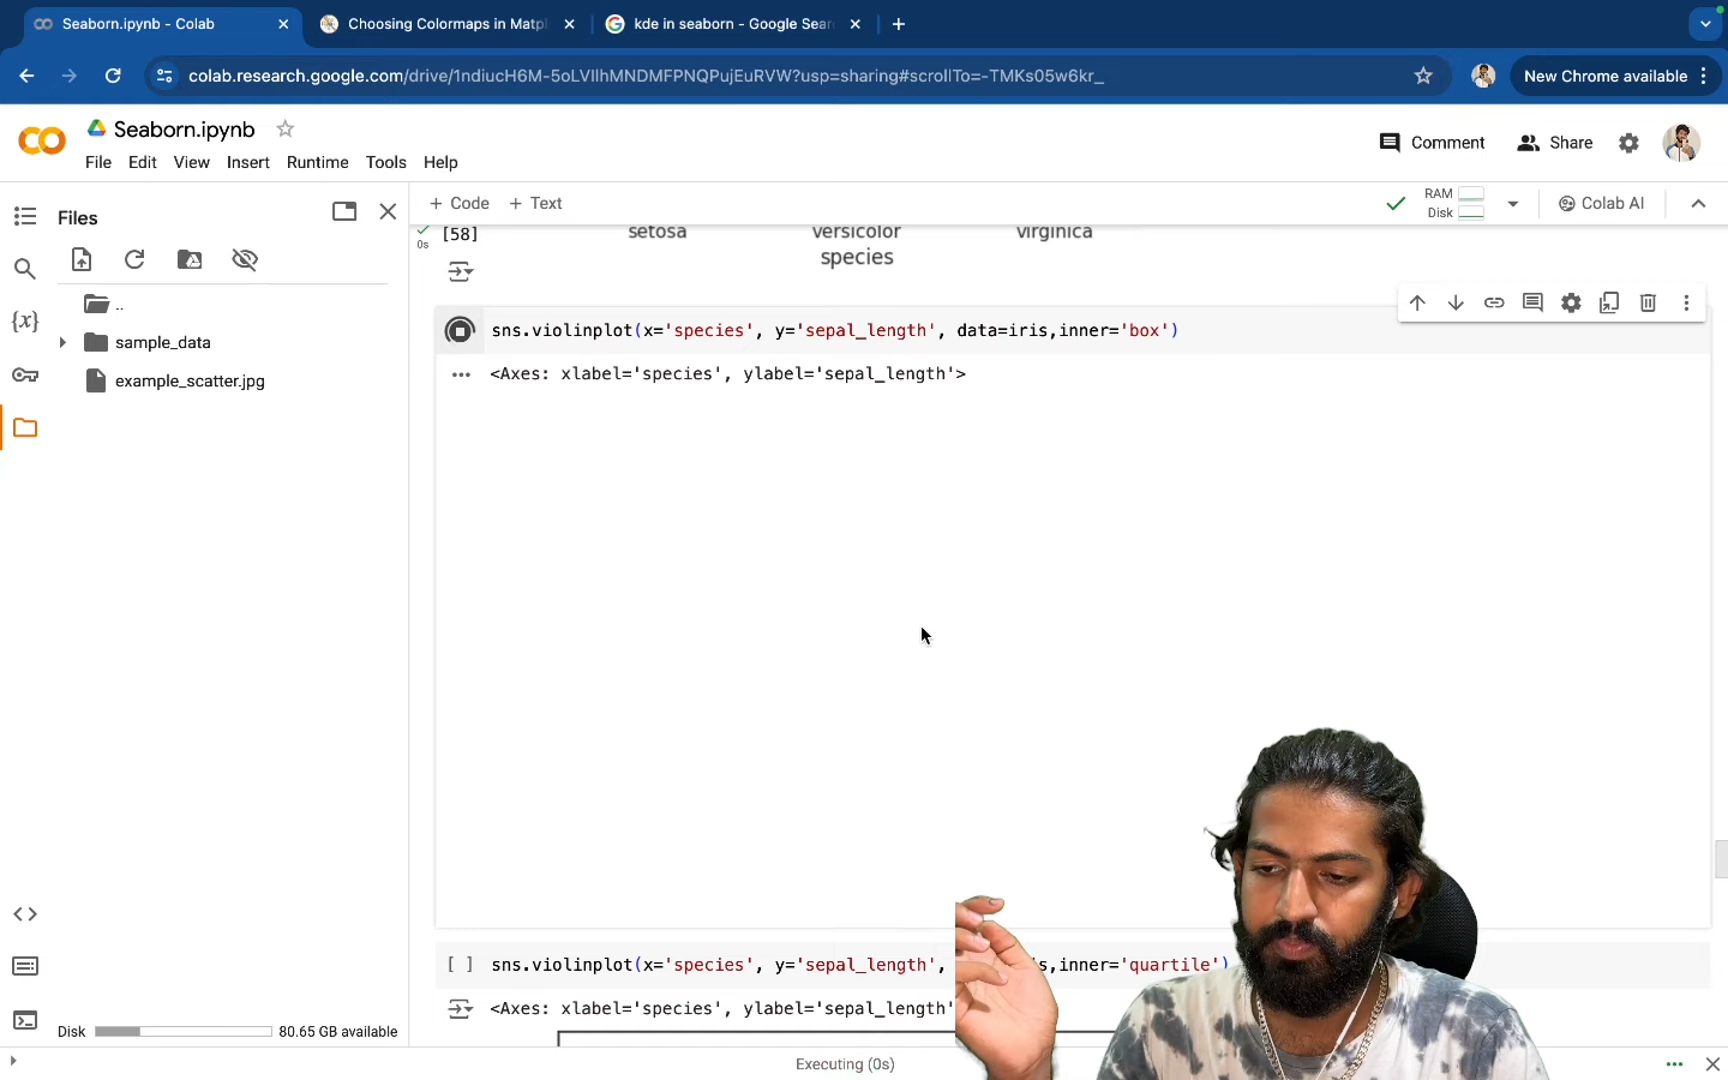 Seaborn.ipynb - Colab
Choosing Colormaps in Matpl
kde in seaborn - Google Sear
colab.research.google.com/drive/1ndiucH6M-5oLVIlhMNDMFPNQPujEuRVW?usp=sharing#scrollTo=-TMKs05w6kr_
New Chrome available
Seaborn.ipynb
File Edit View Insert Runtime Tools Help
Comment
Share
Files
+ Code + Text
RAM
Disk
Colab AI
0s
[58]
setosa versicolor virginica
species
..
sample_data
example_scatter.jpg
{x}
sns.violinplot(x='species', y='sepal_length', data=iris,inner='box')
<Axes: xlabel='species', ylabel='sepal_length'>
[ ] sns.violinplot(x='species', y='sepal_length', s,inner='quartile')
<Axes: xlabel='species', ylabel='sepal_length'
Disk 80.65 GB available
Executing (0s)